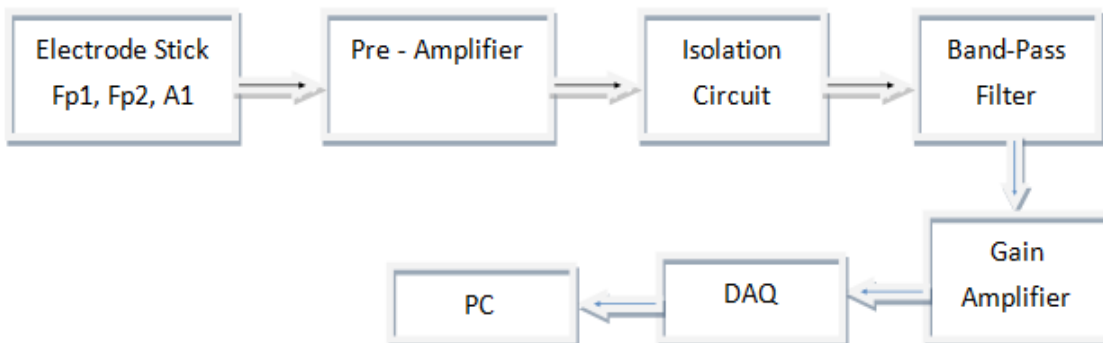 Electrode Stick
Fp1, Fp2, A1
Pre - Amplifier
Isolation
Circuit
Band-Pass
Filter
Gain
Amplifier
DAQ
PC